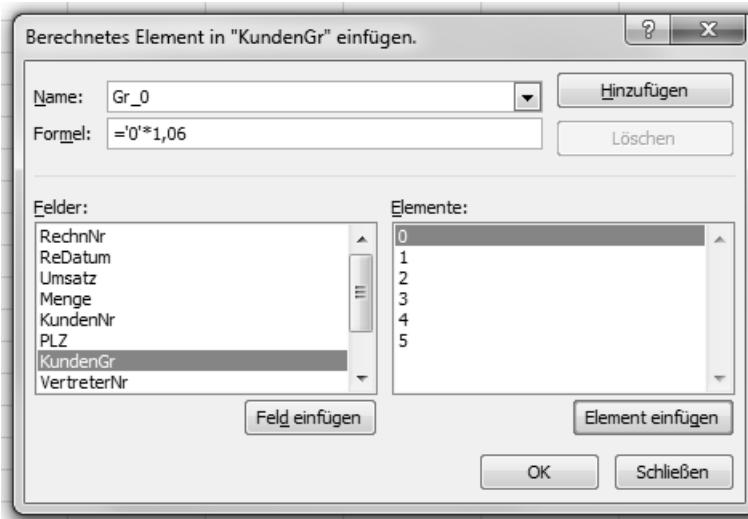 Berechnetes Element in "KundenGr" einfügen.
Name: Gr_0
Hinzufügen
Formel: ='0'*1,06
Löschen
Felder:
RechnNr
ReDatum
Umsatz
Menge
KundenNr
PLZ
KundenGr
VertreterNr
Feld einfügen
Elemente:
0
1
2
3
4
5
Element einfügen
OK
Schließen